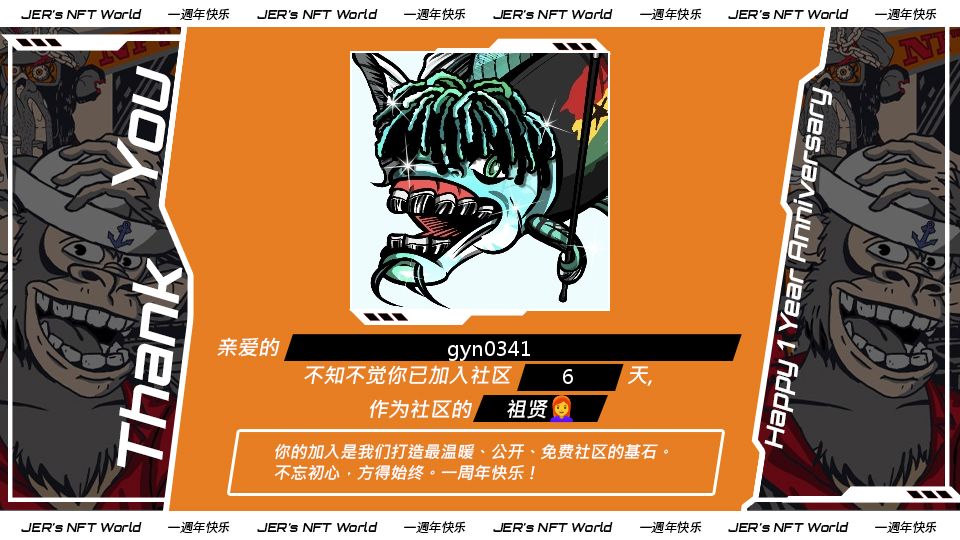 JER's NFT World 一週年快乐 JER's NFT World 一週年快乐 JER's NFT World 一週年快乐 JER's NFT World 一週年快乐
Thank You
Happy 1 Year Anniversary
亲爱的 gyn0341
不知不觉你已加入社区 6 天,
作为社区的 祖贤👩‍🦰
你的加入是我们打造最温暖、公开、免费社区的基石。
不忘初心，方得始终。一周年快乐！
JER's NFT World 一週年快乐 JER's NFT World 一週年快乐 JER's NFT World 一週年快乐 JER's NFT World 一週年快乐